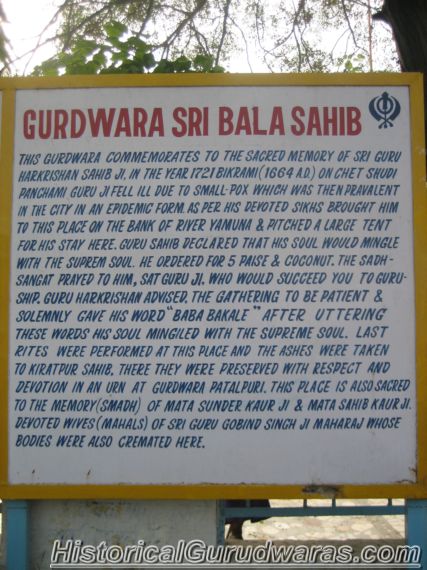 GURDWARA SRI BALA SAHIB
THIS GURDWARA COMMEMORATES TO THE SACRED MEMORY OF SRI GURU
HARKRISHAN SAHIB JI, IN THE YEAR 1721 BIKRAMI (1664 A.D.) ON CHET SHUDI
PANCHAMI GURU JI FELL ILL DUE TO SMALL-POX WHICH WAS THEN PRAVALENT
IN THE CITY IN AN EPIDEMIC FORM. AS PER HIS DEVOTED SIKHS BROUGHT HIM
TO THIS PLACE ON THE BANK OF RIVER YAMUNA & PITCHED A LARGE TENT
FOR HIS STAY HERE. GURU SAHIB DECLARED THAT HIS SOUL WOULD MINGLE
WITH THE SUPREM SOUL. HE ORDERED FOR 5 PAISE & COCONUT. THE SADH-
SANGAT PRAYED TO HIM, SAT GURU JI. WHO WOULD SUCCEED YOU TO GURU-
SHIP. GURU HARKRISHAN ADVISED THE GATHERING TO BE PATIENT &
SOLEMNLY GAVE HIS WORD "BABA BAKALE" AFTER UTTERING
THESE WORDS HIS SOUL MINGILED WITH THE SUPREME SOUL. LAST
RITES WERE PERFORMED AT THIS PLACE AND THE ASHES WERE TAKEN
TO KIRATPUR SAHIB, THERE THEY WERE PRESERVED WITH RESPECT AND
DEVOTION IN AN URN AT GURDWARA PATALPURI. THIS PLACE IS ALSO SACRED
TO THE MEMORY (SMADH) OF MATA SUNDER KAUR JI & MATA SAHIB KAUR JI.
DEVOTED WIVES (MAHALS) OF SRI GURU GOBIND SINGH JI MAHARAJ WHOSE
BODIES WERE ALSO CREMATED HERE.
HistoricalGurudwaras.com